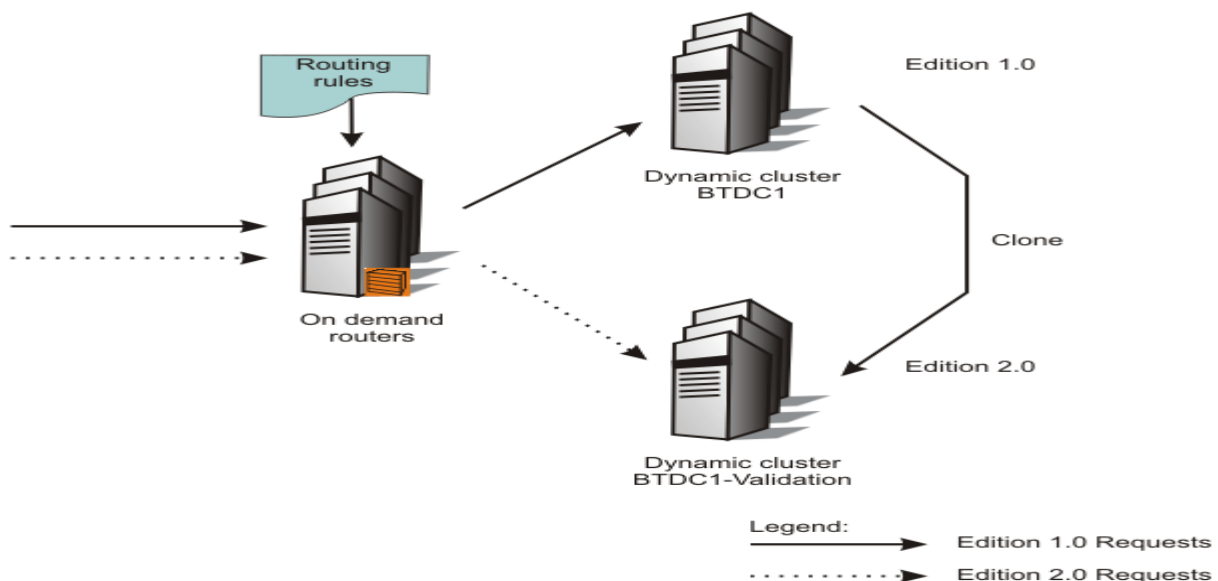 Routing
rules
Edition 1.0
Dynamic cluster
BTDC1
Clone
On demand
routers
Edition 2.0
Dynamic cluster
BTDC1-Validation
Legend:
Edition 1.0 Requests
Edition 2.0 Requests